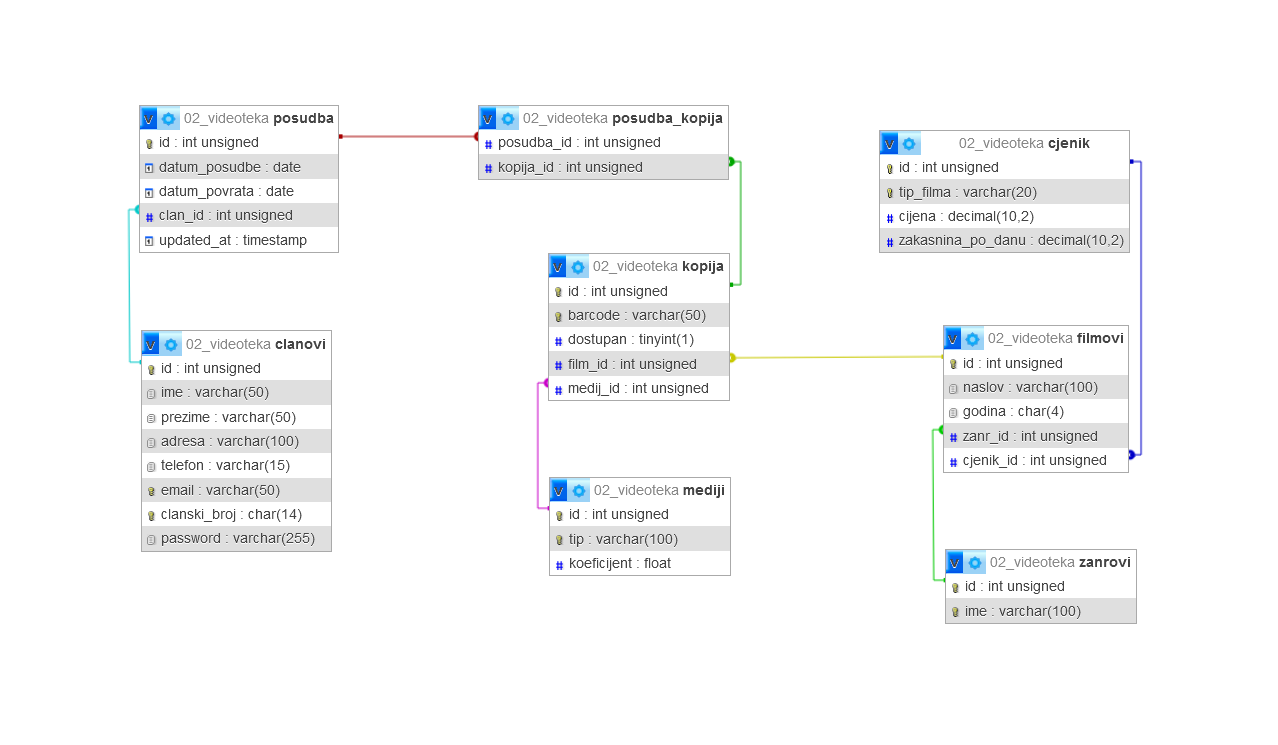 02_videoteka posudba
id : int unsigned
datum_posudbe : date
datum_povrata : date
clan_id : int unsigned
updated_at : timestamp
02_videoteka posudba_kopija
posudba_id : int unsigned
kopija_id : int unsigned
02_videoteka cjenik
id : int unsigned
tip_filma : varchar(20)
cijena : decimal(10,2)
zakasnina_po_danu : decimal(10,2)
02_videoteka kopija
id : int unsigned
barcode : varchar(50)
dostupan : tinyint(1)
film_id : int unsigned
medij_id : int unsigned
02_videoteka clanovi
id : int unsigned
ime : varchar(50)
prezime : varchar(50)
adresa : varchar(100)
telefon : varchar(15)
email : varchar(50)
clanski_broj : char(14)
password : varchar(255)
02_videoteka filmovi
id : int unsigned
naslov : varchar(100)
godina : char(4)
zanr_id : int unsigned
cjenik_id : int unsigned
02_videoteka mediji
id : int unsigned
tip : varchar(100)
koeficijent : float
02_videoteka zanrovi
id : int unsigned
ime : varchar(100)